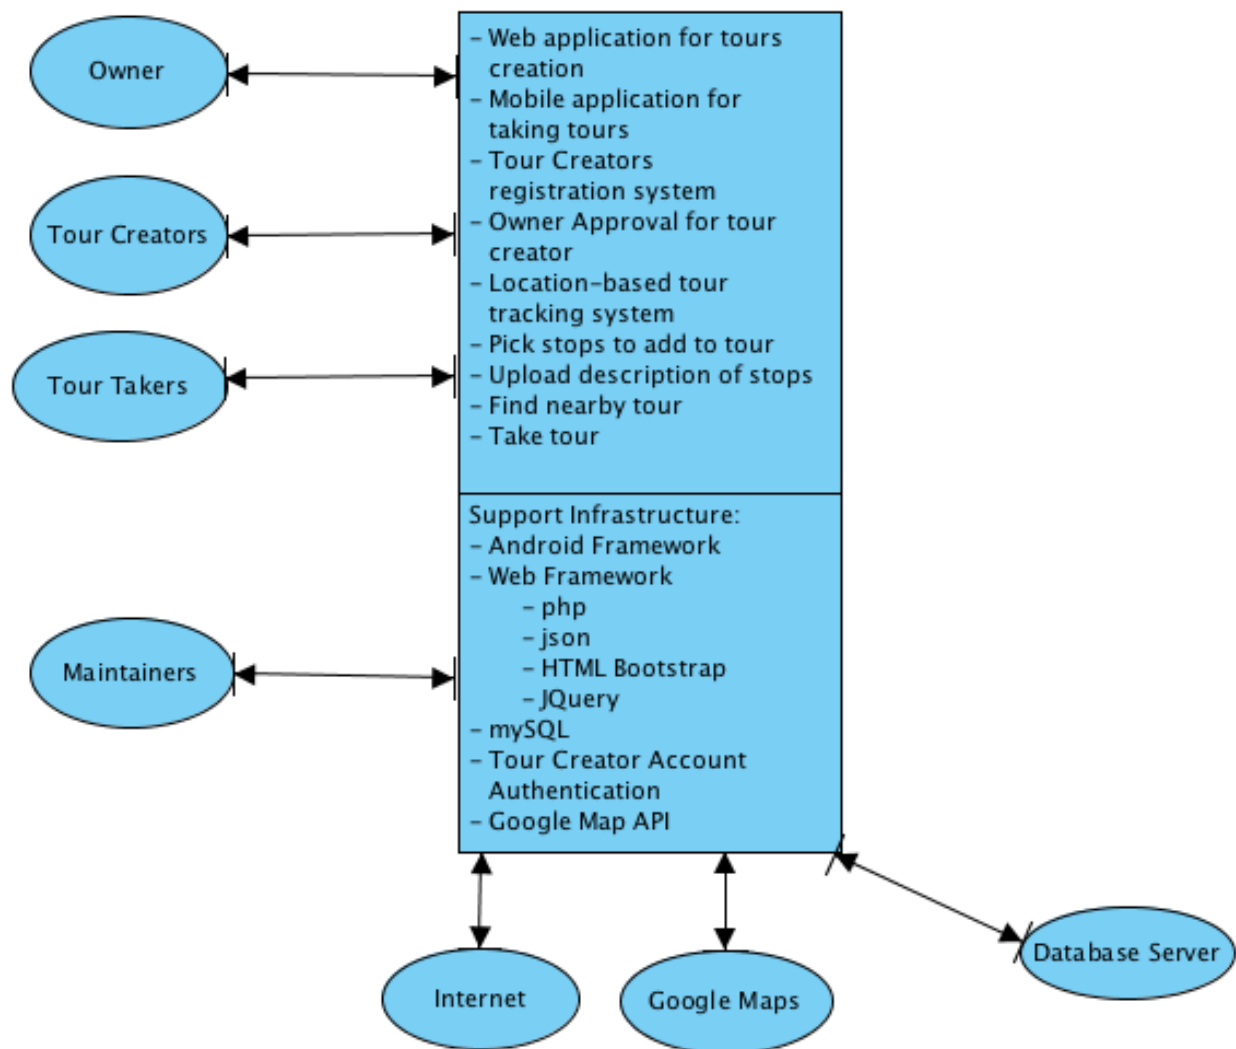 Owner
Tour Creators
Tour Takers
Maintainers
– Web application for tours
creation
– Mobile application for
taking tours
– Tour Creators
registration system
– Owner Approval for tour
creator
– Location-based tour
tracking system
– Pick stops to add to tour
– Upload description of stops
– Find nearby tour
– Take tour
Support Infrastructure:
– Android Framework
– Web Framework
– php
– json
– HTML Bootstrap
– JQuery
– mySQL
– Tour Creator Account
Authentication
– Google Map API
Internet
Google Maps
Database Server